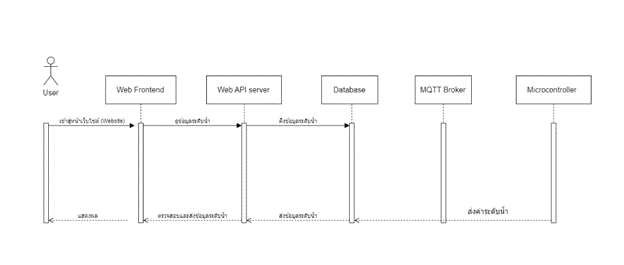 User
Web Frontend
Web API server
Database
MQTT Broker
Microcontroller
เข้าสู่หน้าเว็บไซต์ (Website)
ดูข้อมูลระดับน้ำ
ดึงข้อมูลระดับน้ำ
แสดงผล
ตรวจสอบและส่งข้อมูลระดับน้ำ
ส่งข้อมูลระดับน้ำ
ส่งค่าระดับน้ำ